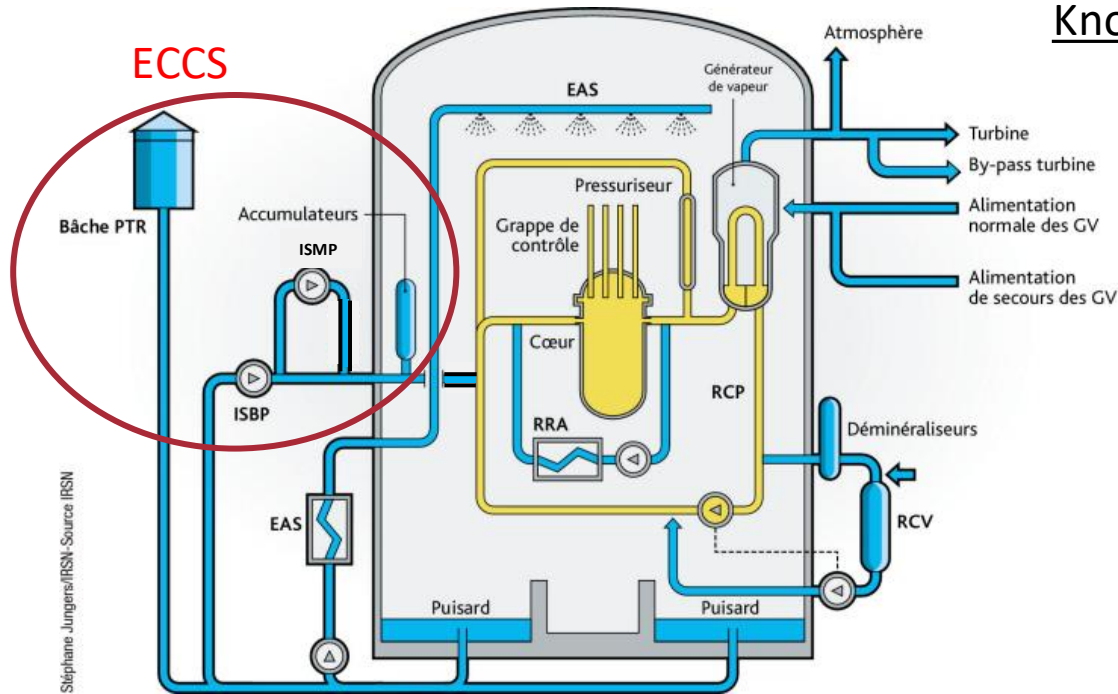 Kno
ECCS
Atmosphère
Générateur
de vapeur
EAS
Turbine
By-pass turbine
Pressuriseur
Accumulateurs
Bâche PTR
Grappe de
contrôle
Alimentation
normale des GV
ISMP
Alimentation
de secours des GV
Cœur
RCP
ISBP
RRA
Déminéraliseurs
EAS
RCV
Puisard
Puisard
Stéphane Jungers/IRSN-Source IRSN